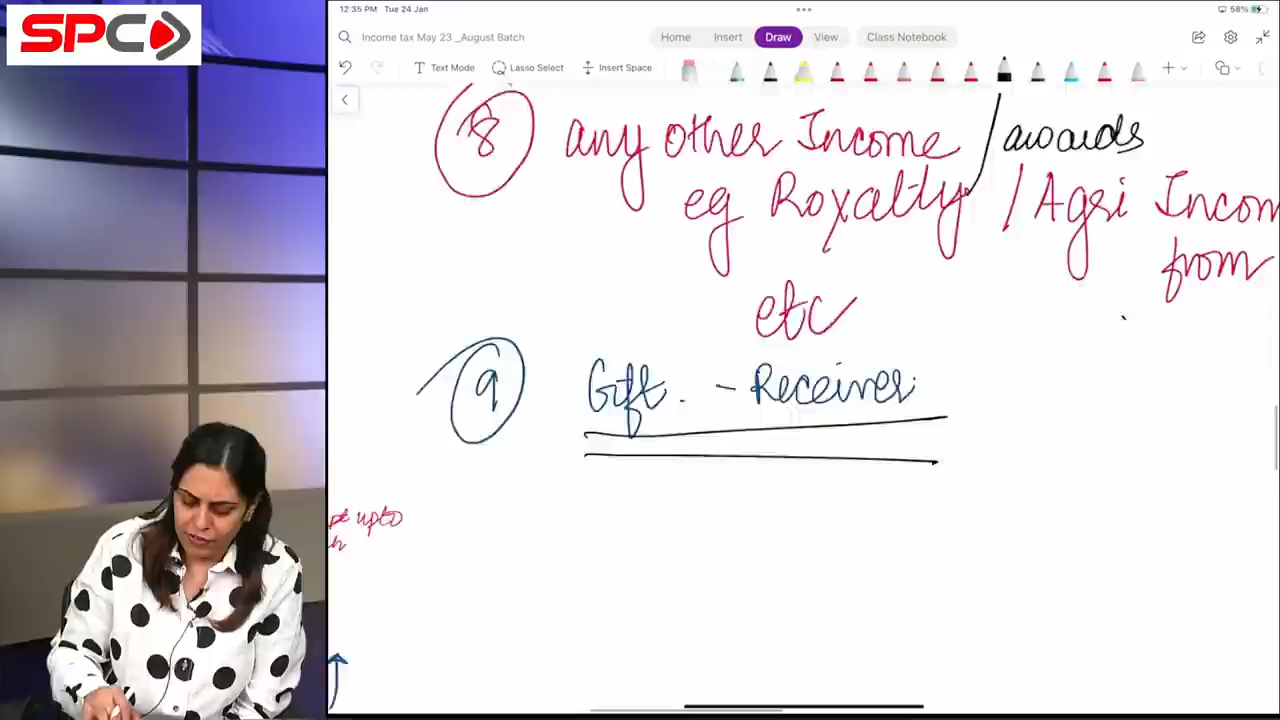 SPC
12:35 PM Tue 24 Jan
58%
Income tax May 23 _August Batch
Home Insert Draw View Class Notebook
Text Mode Lasso Select Insert Space
8 any other Income / awards
eg Royalty / Agri Incom
from
etc
9 Gift. - Receiver
pt upto